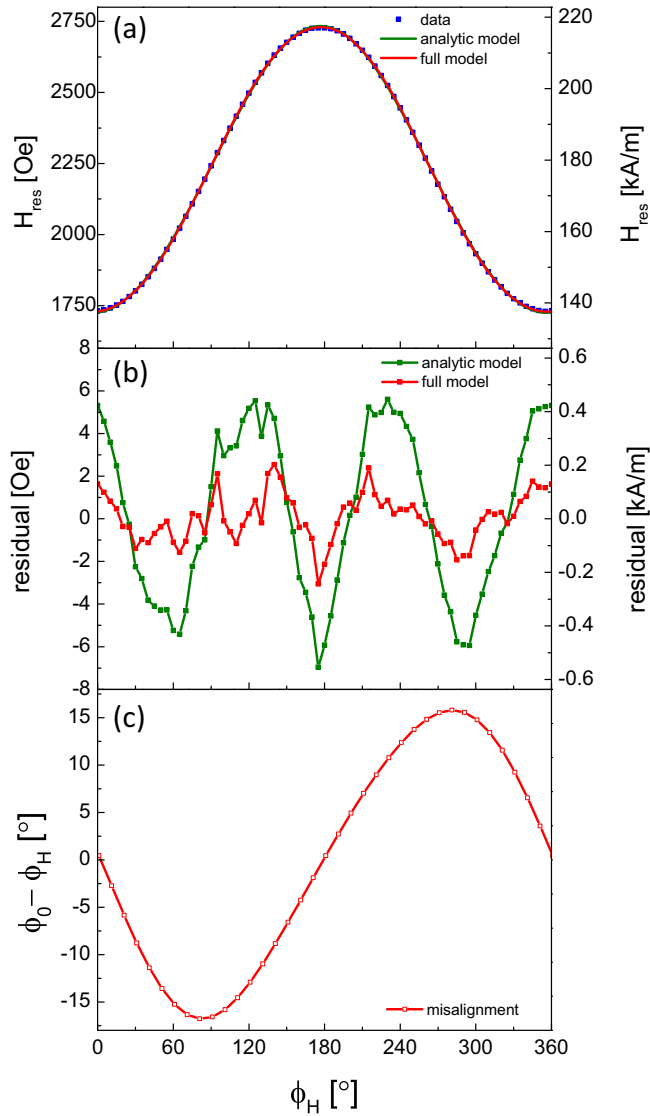 (a)
data
analytic model
full model
2750
2500
2250
2000
1750
H_res [Oe]
220
200
180
160
140
H_res [kA/m]
(b)
analytic model
full model
8
6
4
2
0
-2
-4
-6
-8
residual [Oe]
0.6
0.4
0.2
0.0
-0.2
-0.4
-0.6
residual [kA/m]
(c)
15
10
5
0
-5
-10
-15
ϕ₀ – ϕ_H [°]
misalignment
0 60 120 180 240 300 360
ϕ_H [°]